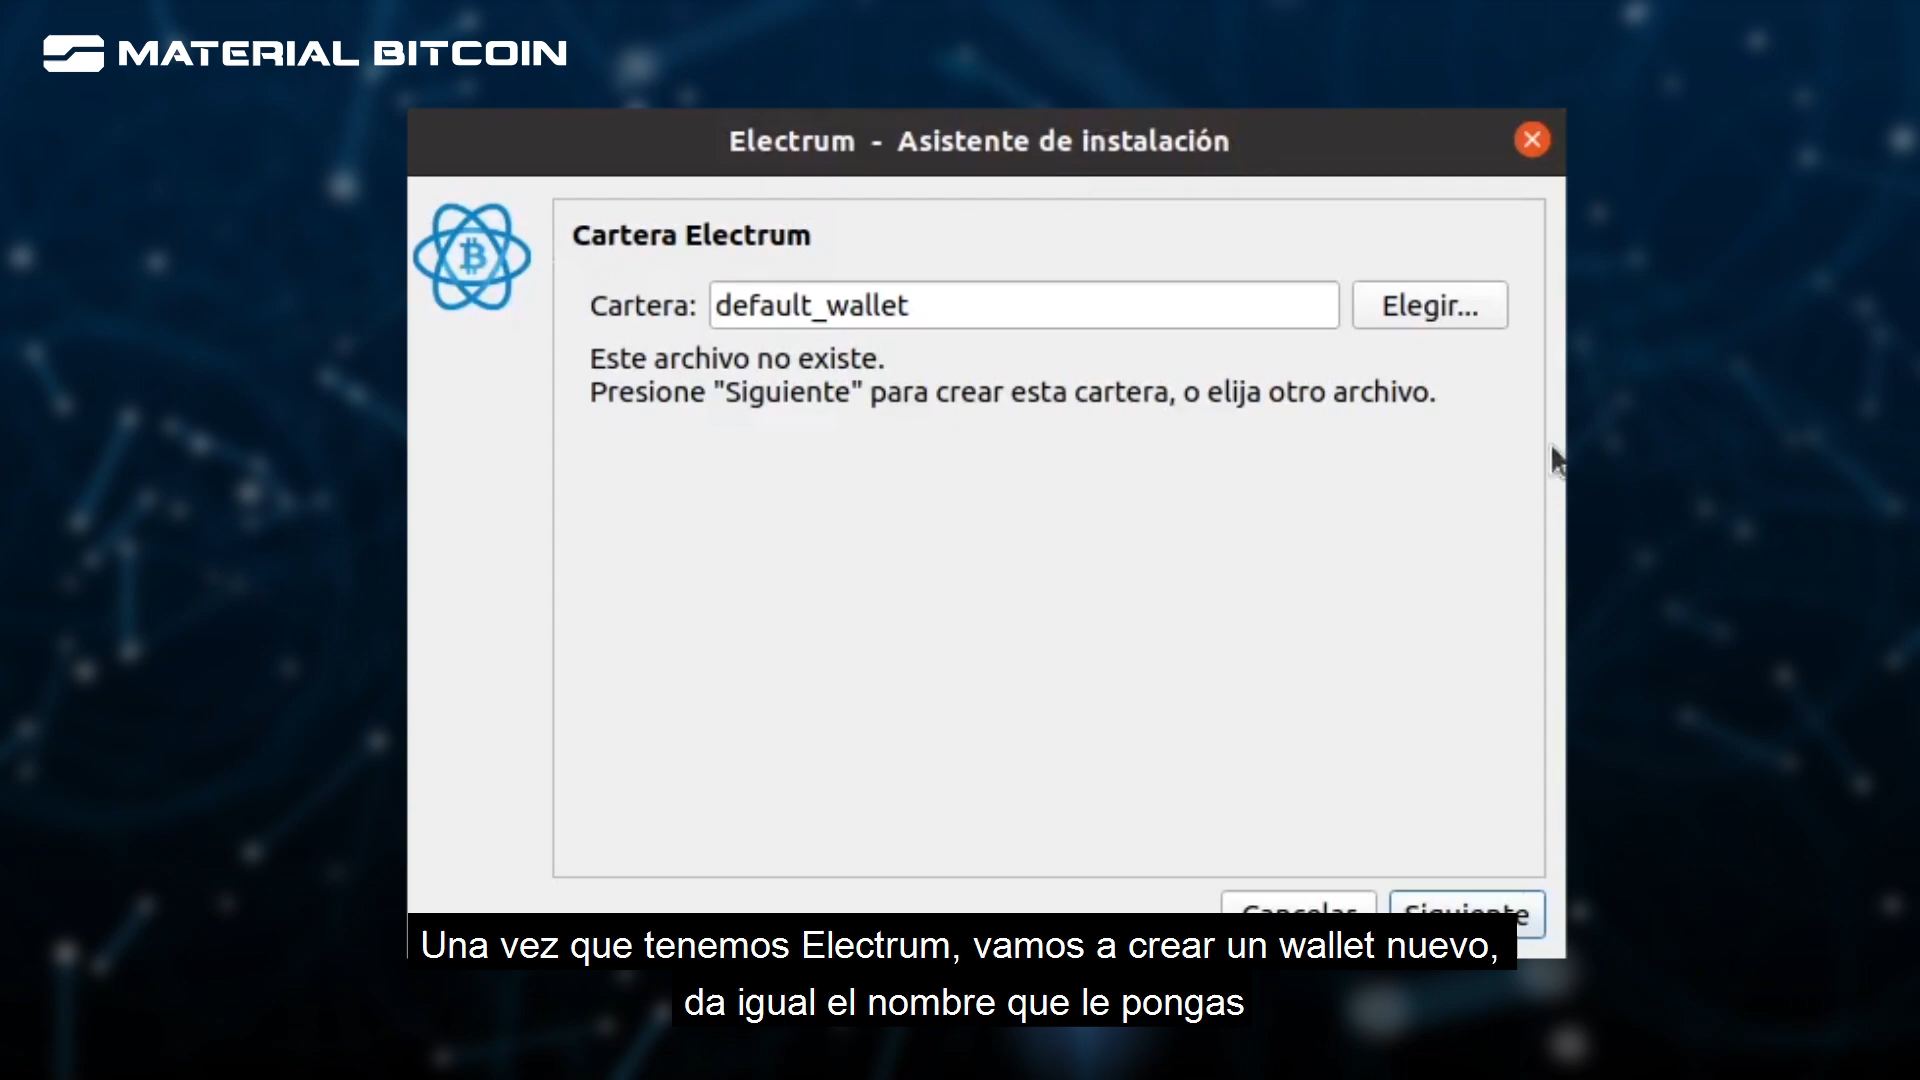 MATERIAL BITCOIN
Electrum - Asistente de instalación
Cartera Electrum
Cartera: default_wallet Elegir...
Este archivo no existe.
Presione "Siguiente" para crear esta cartera, o elija otro archivo.
Cancelar Siguiente
Una vez que tenemos Electrum, vamos a crear un wallet nuevo,
da igual el nombre que le pongas